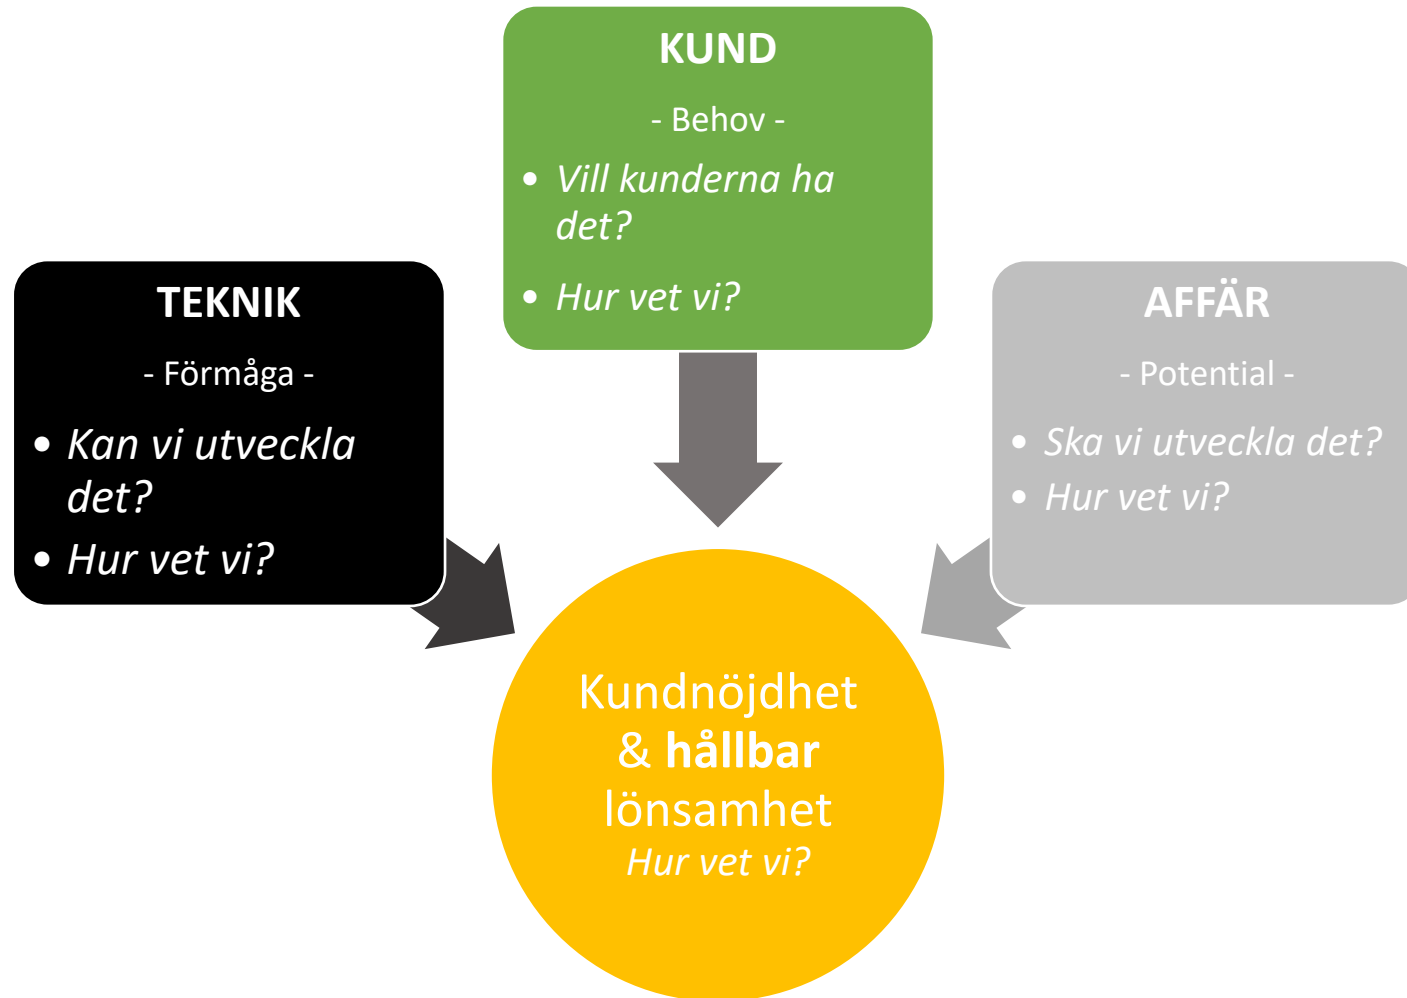 KUND
- Behov -
• Vill kunderna ha
det?
• Hur vet vi?
TEKNIK
- Förmåga -
• Kan vi utveckla
det?
• Hur vet vi?
AFFÄR
- Potential -
• Ska vi utveckla det?
• Hur vet vi?
Kundnöjdhet
& hållbar
lönsamhet
Hur vet vi?